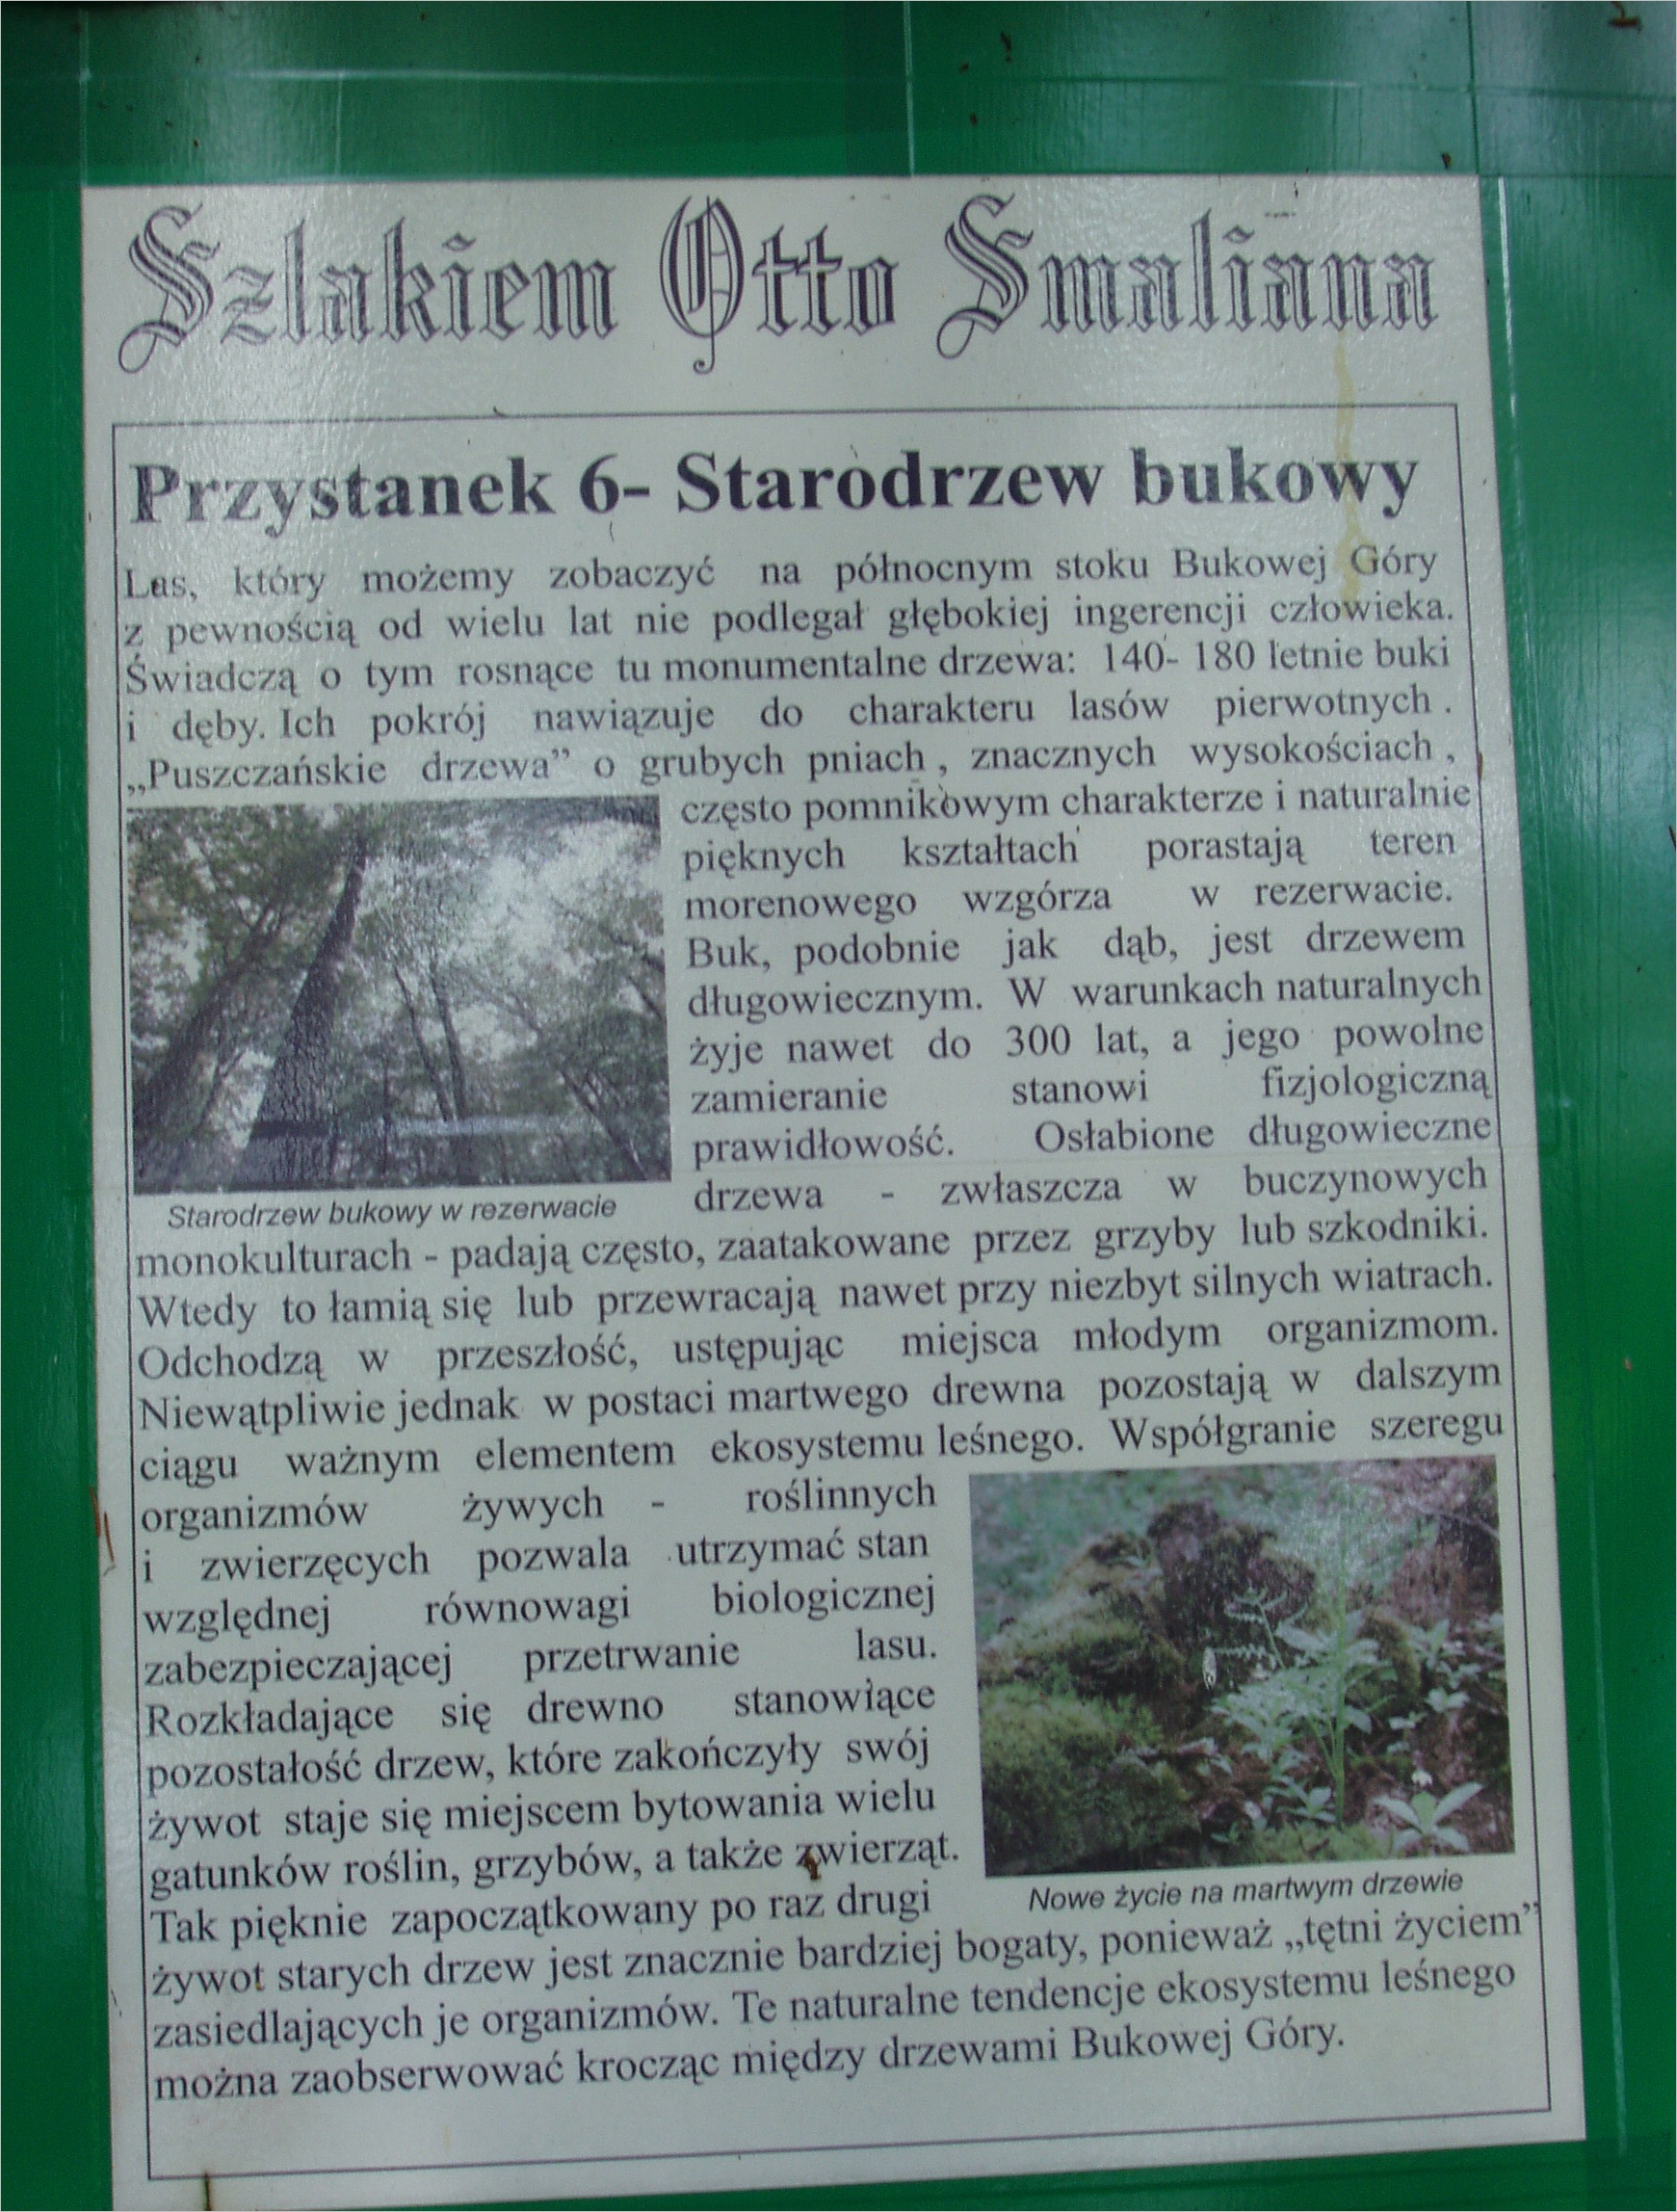 Szlakiem Otto Smaliana
Przystanek 6- Starodrzew bukowy
Las, który możemy zobaczyć na północnym stoku Bukowej Góry
z pewnością od wielu lat nie podlegał głębokiej ingerencji człowieka.
Świadczą o tym rosnące tu monumentalne drzewa: 140- 180 letnie buki
i dęby. Ich pokrój nawiązuje do charakteru lasów pierwotnych .
„Puszczańskie drzewa” o grubych pniach , znacznych wysokościach ,
często pomnikowym charakterze i naturalnie
pięknych kształtach porastają teren
morenowego wzgórza w rezerwacie.
Buk, podobnie jak dąb, jest drzewem
długowiecznym. W warunkach naturalnych
żyje nawet do 300 lat, a jego powolne
zamieranie stanowi fizjologiczną
prawidłowość. Osłabione długowieczne
drzewa - zwłaszcza w buczynowych
Starodrzew bukowy w rezerwacie
monokulturach - padają często, zaatakowane przez grzyby lub szkodniki.
Wtedy to łamią się lub przewracają nawet przy niezbyt silnych wiatrach.
Odchodzą w przeszłość, ustępując miejsca młodym organizmom.
Niewątpliwie jednak w postaci martwego drewna pozostają w dalszym
ciągu ważnym elementem ekosystemu leśnego. Współgranie szeregu
organizmów żywych - roślinnych
i zwierzęcych pozwala utrzymać stan
względnej równowagi biologicznej
zabezpieczającej przetrwanie lasu.
Rozkładające się drewno stanowiące
pozostałość drzew, które zakończyły swój
żywot staje się miejscem bytowania wielu
gatunków roślin, grzybów, a także zwierząt.
Tak pięknie zapoczątkowany po raz drugi
Nowe życie na martwym drzewie
żywot starych drzew jest znacznie bardziej bogaty, ponieważ „tętni życiem”
zasiedlających je organizmów. Te naturalne tendencje ekosystemu leśnego
można zaobserwować krocząc między drzewami Bukowej Góry.